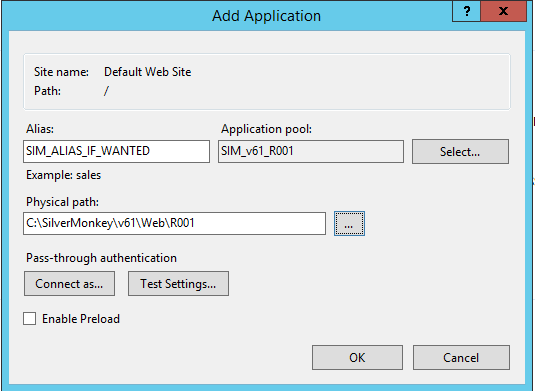 Add Application
? x
Site name: Default Web Site
Path: /
Alias: Application pool:
SIM_ALIAS_IF_WANTED SIM_v61_R001 Select...
Example: sales
Physical path:
C:\SilverMonkey\v61\Web\R001 ...
Pass-through authentication
Connect as... Test Settings...
Enable Preload
OK Cancel